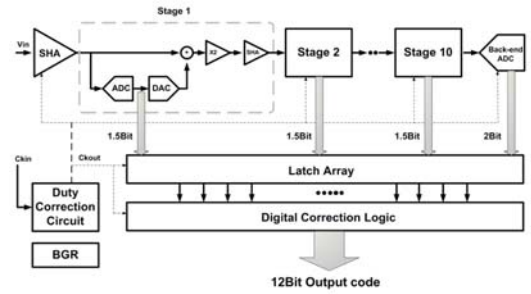 Stage 1
Vin
SHA
X2
SHA
ADC
DAC
Stage 2
Stage 10
Back-end
ADC
1.5Bit
1.5Bit
1.5Bit
2Bit
Ckin
Ckout
Duty
Correction
Circuit
BGR
Latch Array
Digital Correction Logic
12Bit Output code